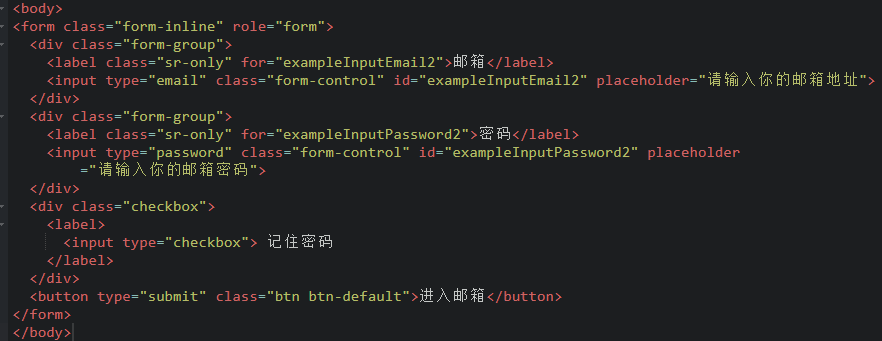 <body>
<form class="form-inline" role="form">
<div class="form-group">
<label class="sr-only" for="exampleInputEmail2">邮箱</label>
<input type="email" class="form-control" id="exampleInputEmail2" placeholder="请输入你的邮箱地址">
</div>
<div class="form-group">
<label class="sr-only" for="exampleInputPassword2">密码</label>
<input type="password" class="form-control" id="exampleInputPassword2" placeholder
="请输入你的邮箱密码">
</div>
<div class="checkbox">
<label>
<input type="checkbox"> 记住密码
</label>
</div>
<button type="submit" class="btn btn-default">进入邮箱</button>
</form>
</body>